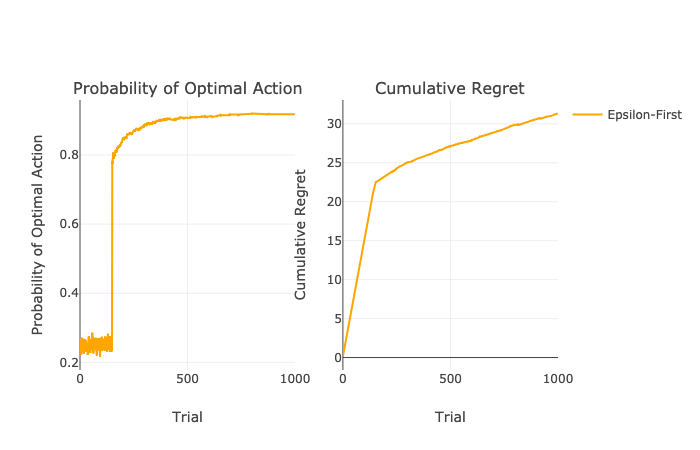 Probability of Optimal Action
Cumulative Regret
Epsilon-First
Probability of Optimal Action
0.8
0.6
0.4
0.2
0
500
1000
Trial
Cumulative Regret
30
25
20
15
10
5
0
0
500
1000
Trial